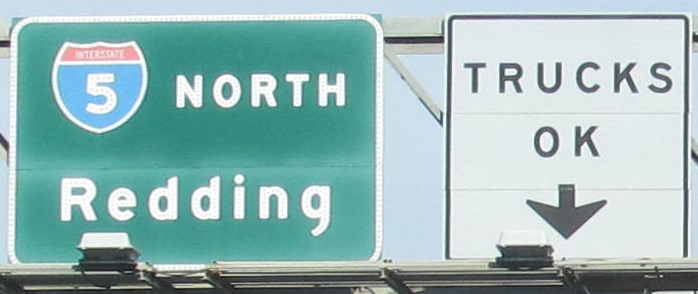 INTERSTATE
5 NORTH
Redding
TRUCKS
OK